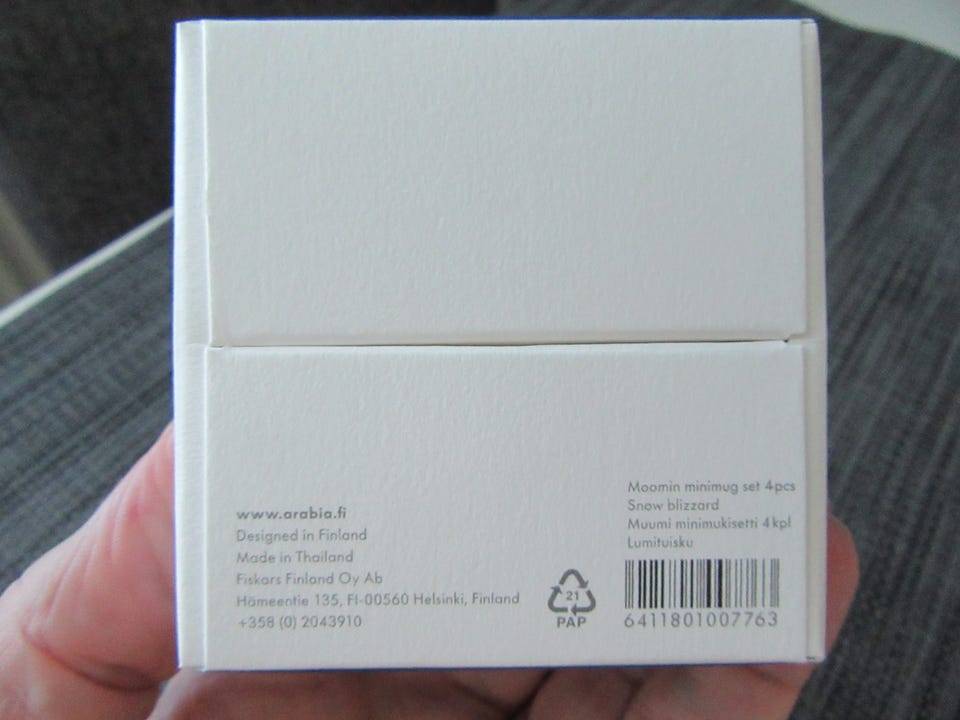 www.arabia.fi
Designed in Finland
Made in Thailand
Fiskars Finland Oy Ab
Hämeentie 135, FI-00560 Helsinki, Finland
+358 (0) 2043910
21
PAP
Moomin minimug set 4pcs
Snow blizzard
Muumi minimukisetti 4kpl
Lumituisku
6411801007763